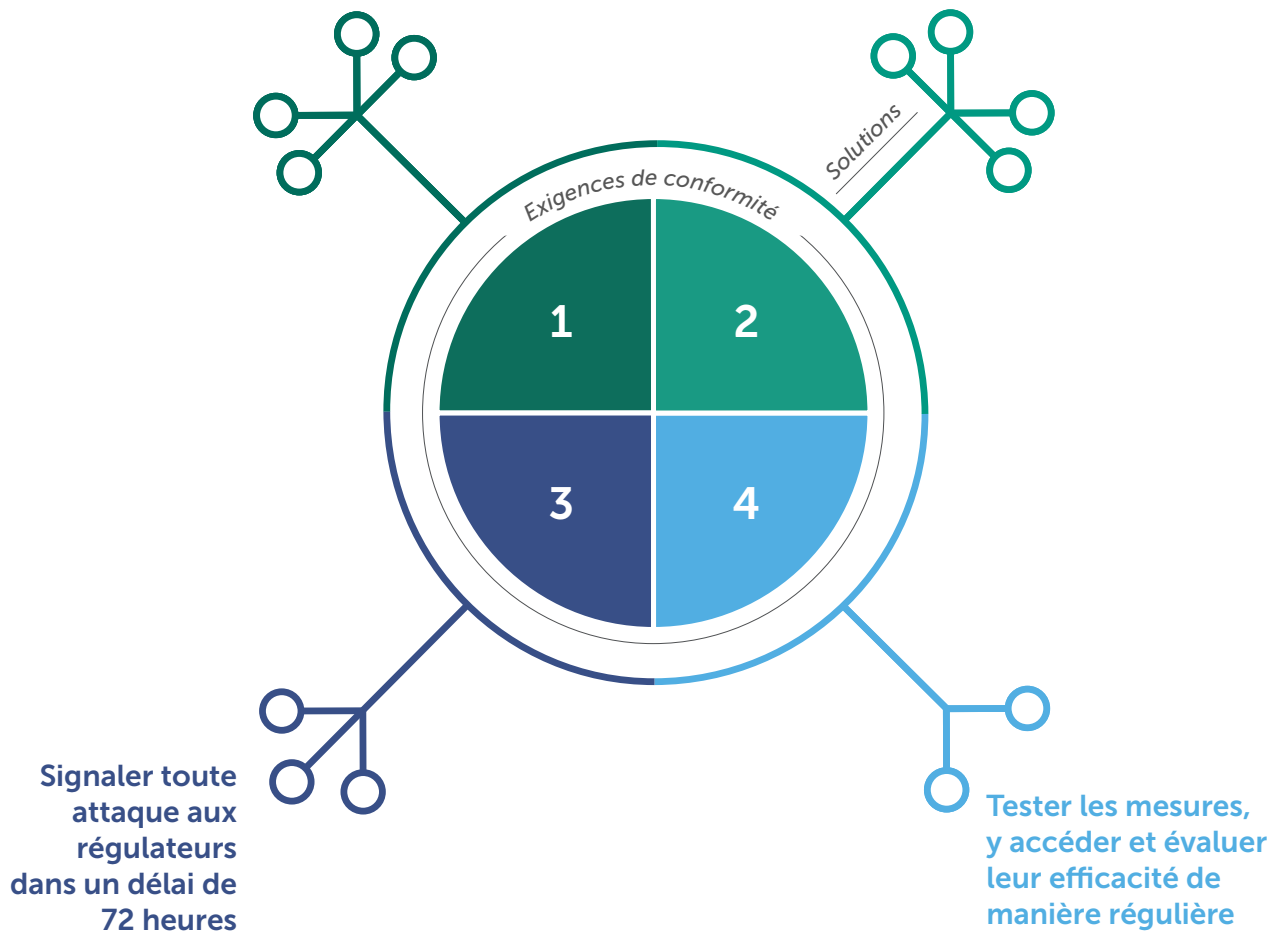 Solutions
Exigences de conformité
1
2
3
4
Signaler toute
attaque aux
régulateurs
dans un délai de
72 heures
Tester les mesures,
y accéder et évaluer
leur efficacité de
manière régulière